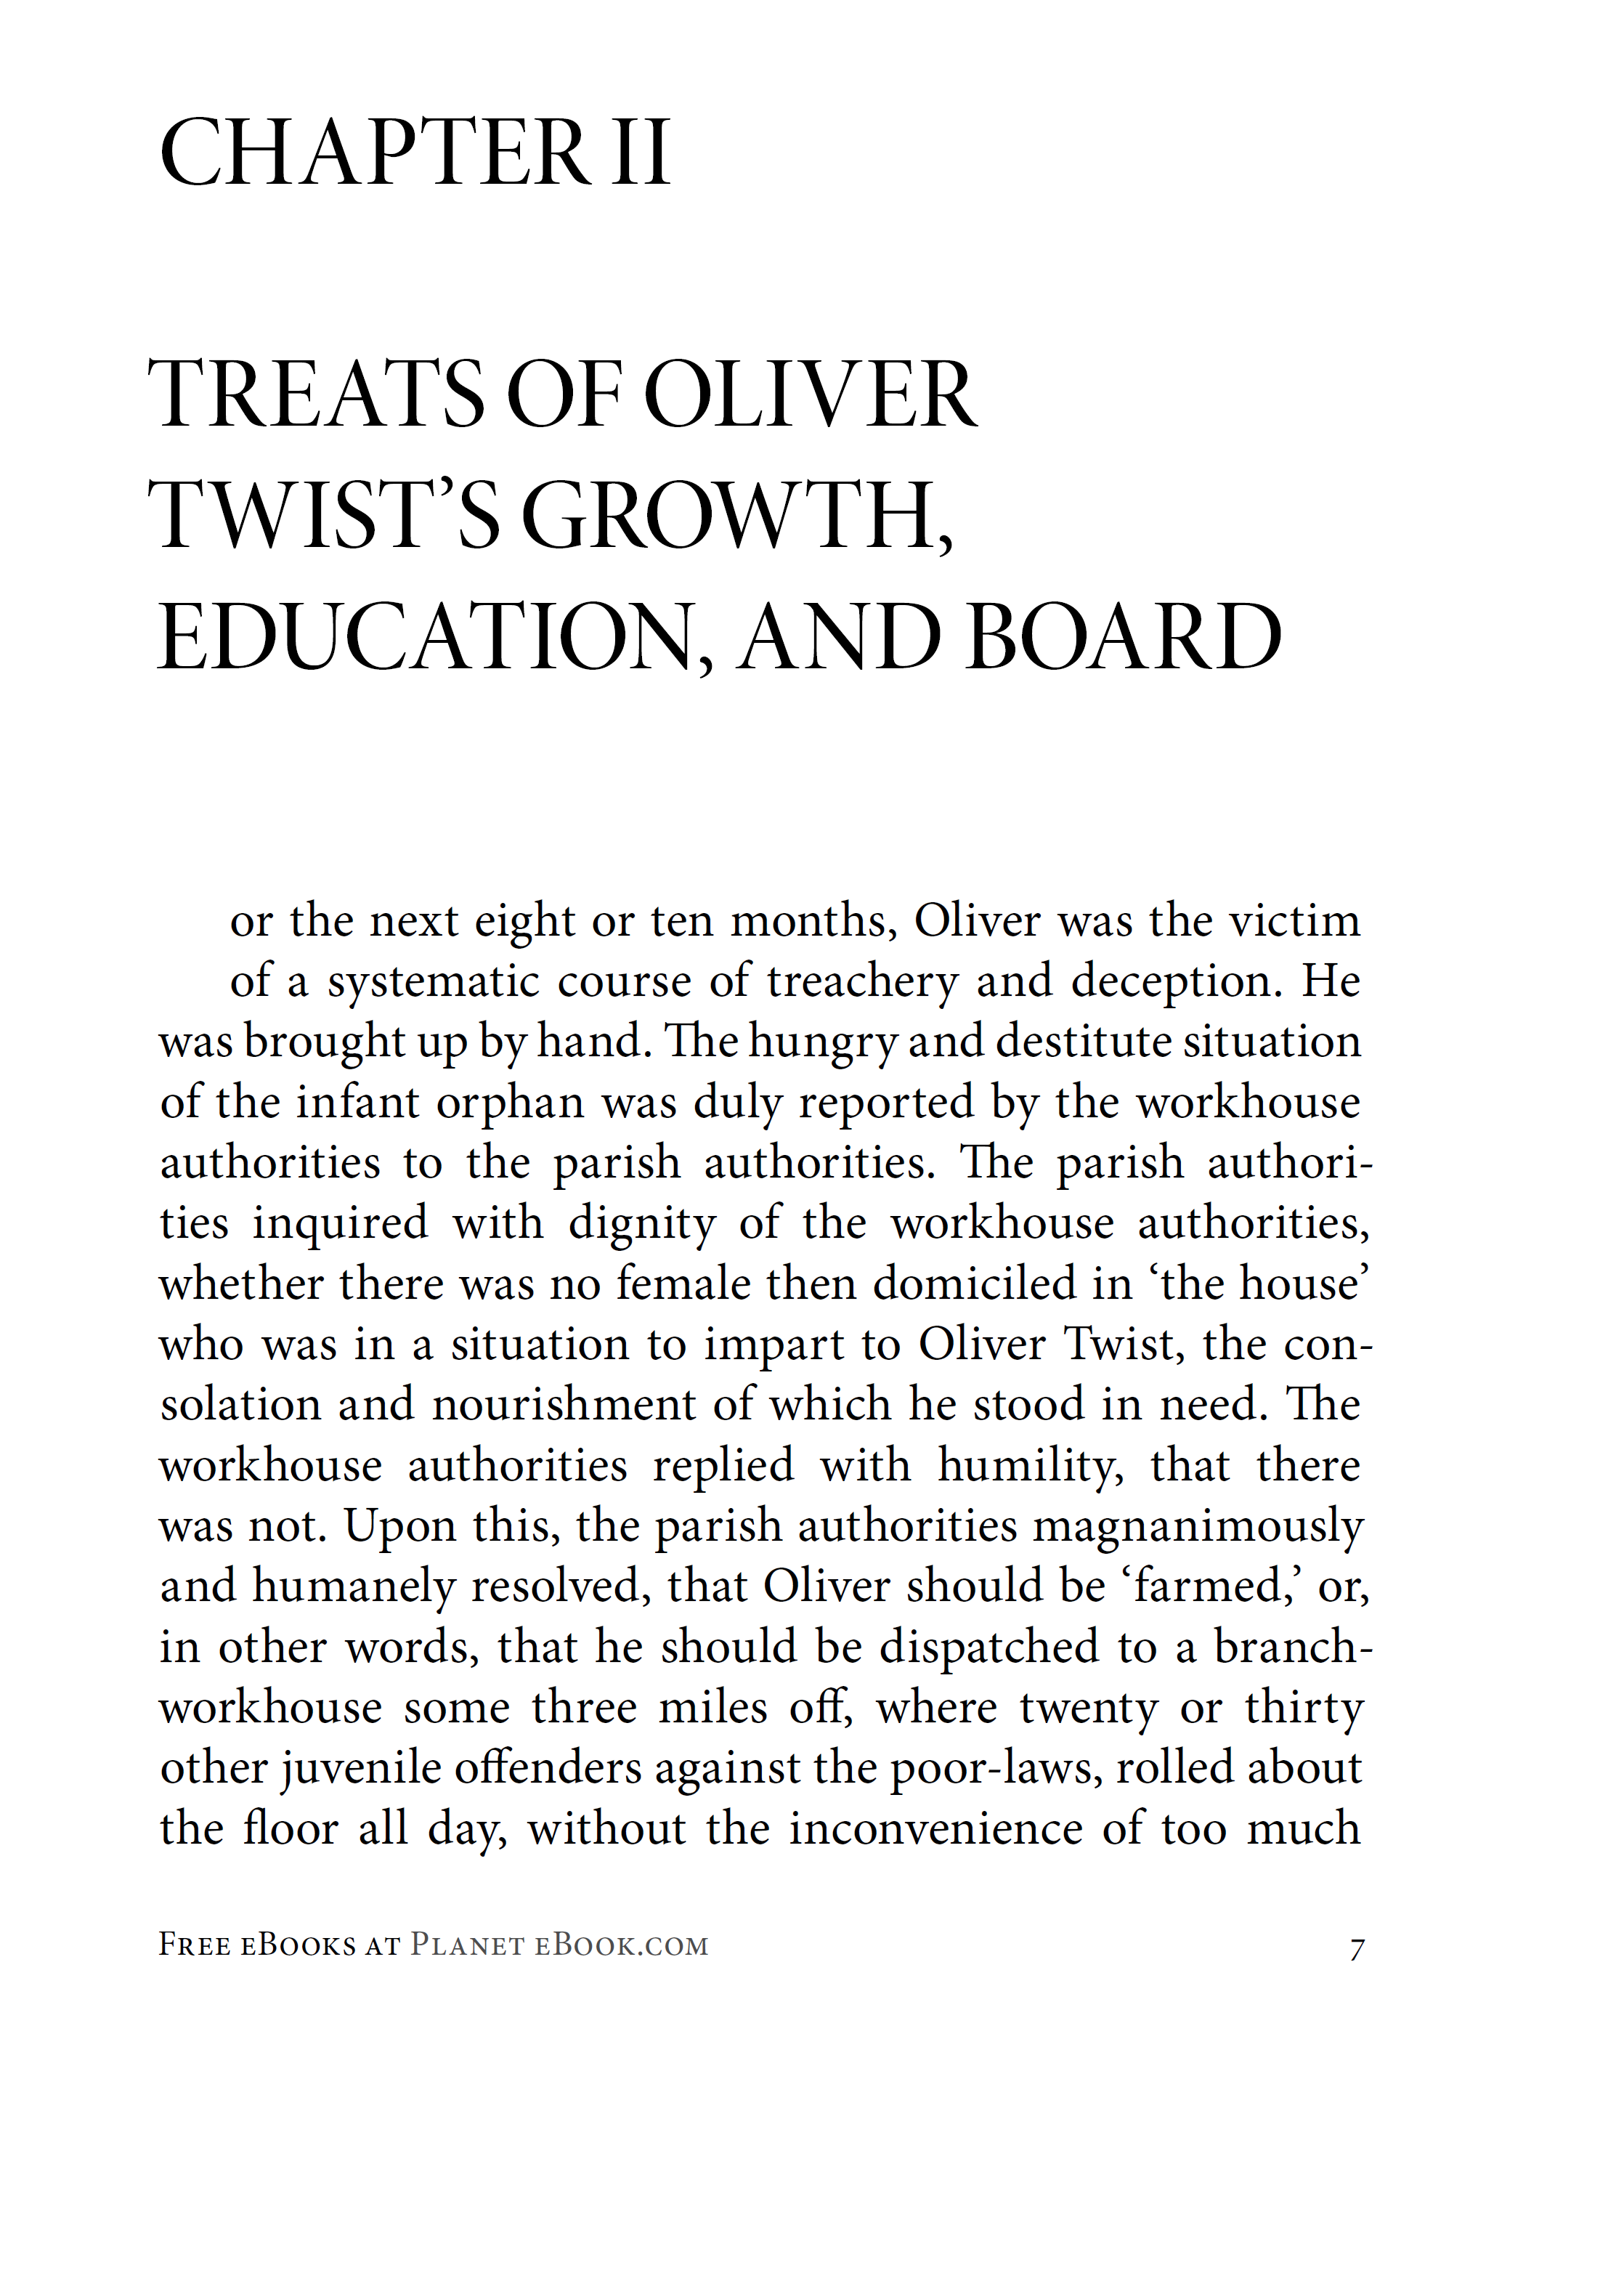 CHAPTER II
TREATS OF OLIVER
TWIST’S GROWTH,
EDUCATION, AND BOARD
or the next eight or ten months, Oliver was the victim
of a systematic course of treachery and deception. He
was brought up by hand. The hungry and destitute situation
of the infant orphan was duly reported by the workhouse
authorities to the parish authorities. The parish authori-
ties inquired with dignity of the workhouse authorities,
whether there was no female then domiciled in ‘the house’
who was in a situation to impart to Oliver Twist, the con-
solation and nourishment of which he stood in need. The
workhouse authorities replied with humility, that there
was not. Upon this, the parish authorities magnanimously
and humanely resolved, that Oliver should be ‘farmed,’ or,
in other words, that he should be dispatched to a branch-
workhouse some three miles off, where twenty or thirty
other juvenile offenders against the poor-laws, rolled about
the floor all day, without the inconvenience of too much
Free eBooks at Planet eBook.com 7